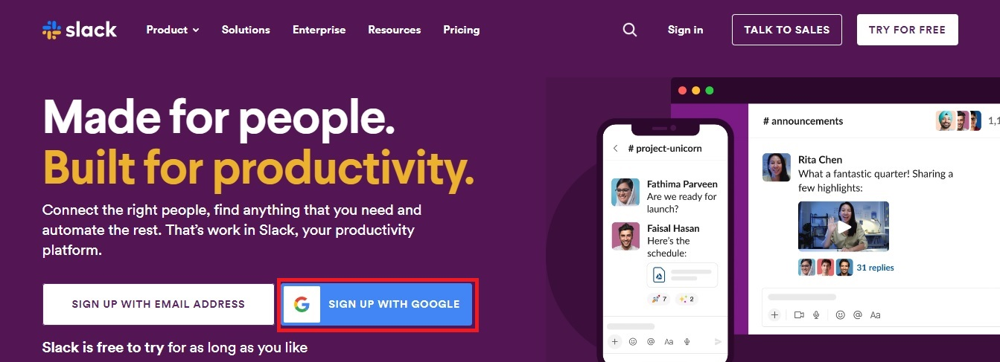 slack
Product
Solutions
Enterprise
Resources
Pricing
Sign in
TALK TO SALES
TRY FOR FREE
Made for people.
Built for productivity.
Connect the right people, find anything that you need and
automate the rest. That’s work in Slack, your productivity
platform.
SIGN UP WITH EMAIL ADDRESS
G SIGN UP WITH GOOGLE
Slack is free to try for as long as you like
# project-unicorn
Fathima Parveen
Are we ready for
launch?
Faisal Hasan
Here’s the
schedule:
7
2
@ Aa
# announcements
1,1
Rita Chen
What a fantastic quarter! Sharing a
few highlights:
31 replies
@ Aa